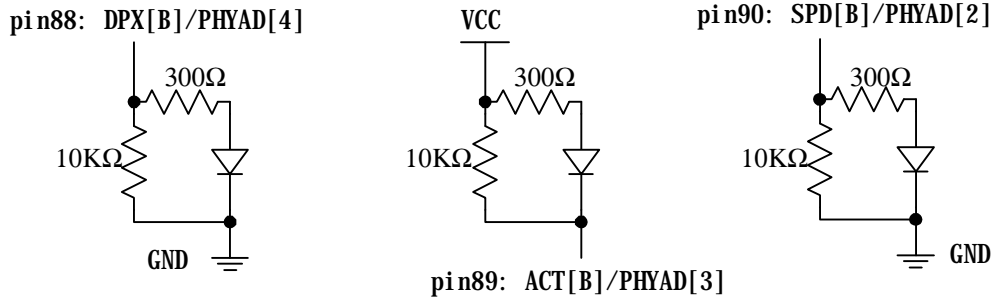 pin88: DPX[B]/PHYAD[4]
VCC
pin90: SPD[B]/PHYAD[2]
300Ω
300Ω
300Ω
10KΩ
10KΩ
10KΩ
GND
GND
pin89: ACT[B]/PHYAD[3]